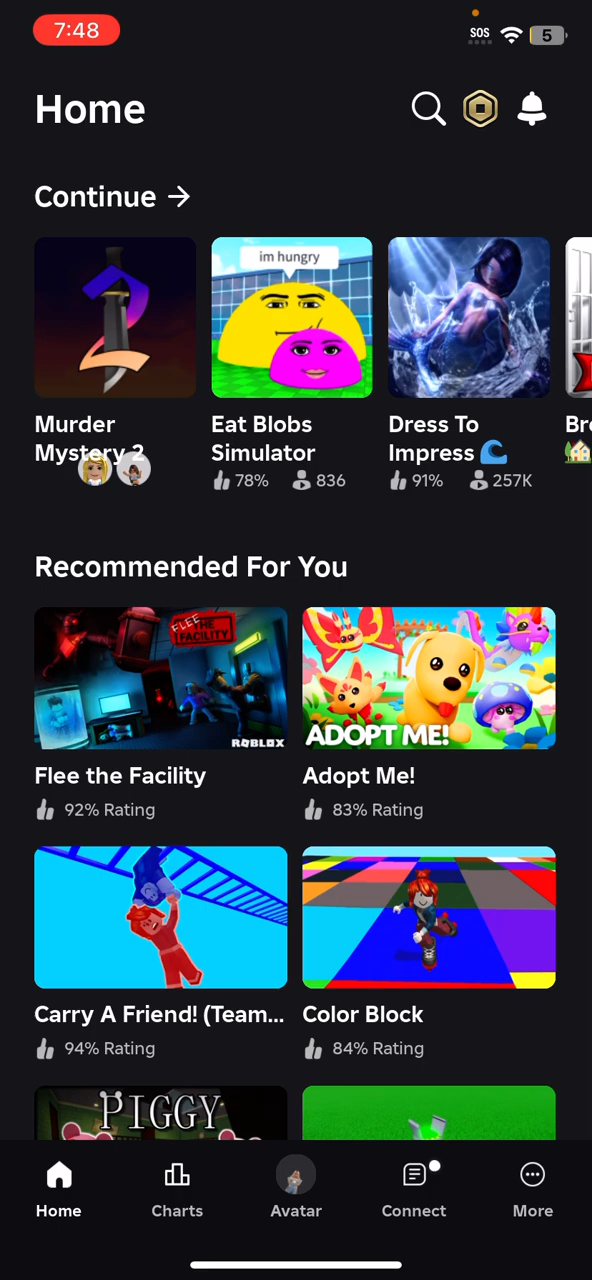 7:48
SOS
5
Home
Continue →
im hungry
2
Murder
Mystery 2
Eat Blobs
Simulator
78% 836
Dress To
Impress 🌊
91% 257K
Br
🏡
Recommended For You
FLEE THE
FACILITY
ROBLOX
Flee the Facility
92% Rating
ADOPT ME!
Adopt Me!
83% Rating
Carry A Friend! (Team...
94% Rating
Color Block
84% Rating
PIGGY
Home
Charts
Avatar
Connect
More